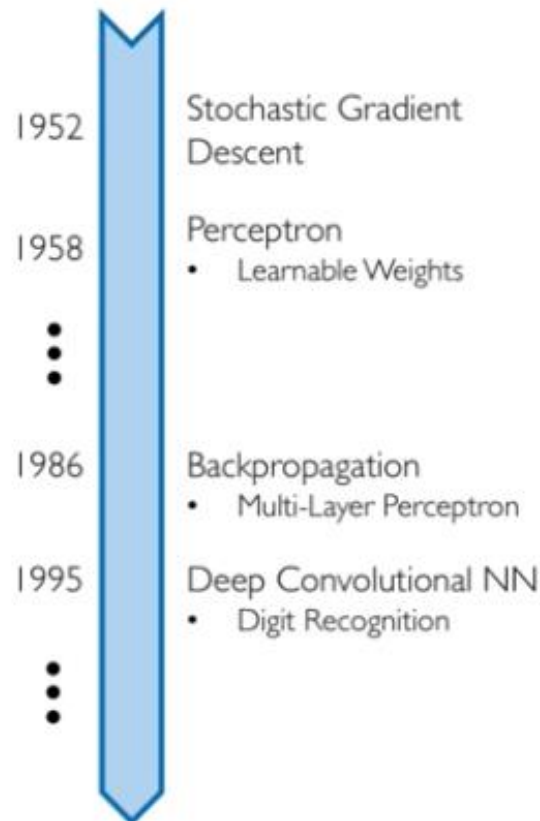 1952
Stochastic Gradient
Descent
1958
Perceptron
• Learnable Weights
1986
Backpropagation
• Multi-Layer Perceptron
1995
Deep Convolutional NN
• Digit Recognition